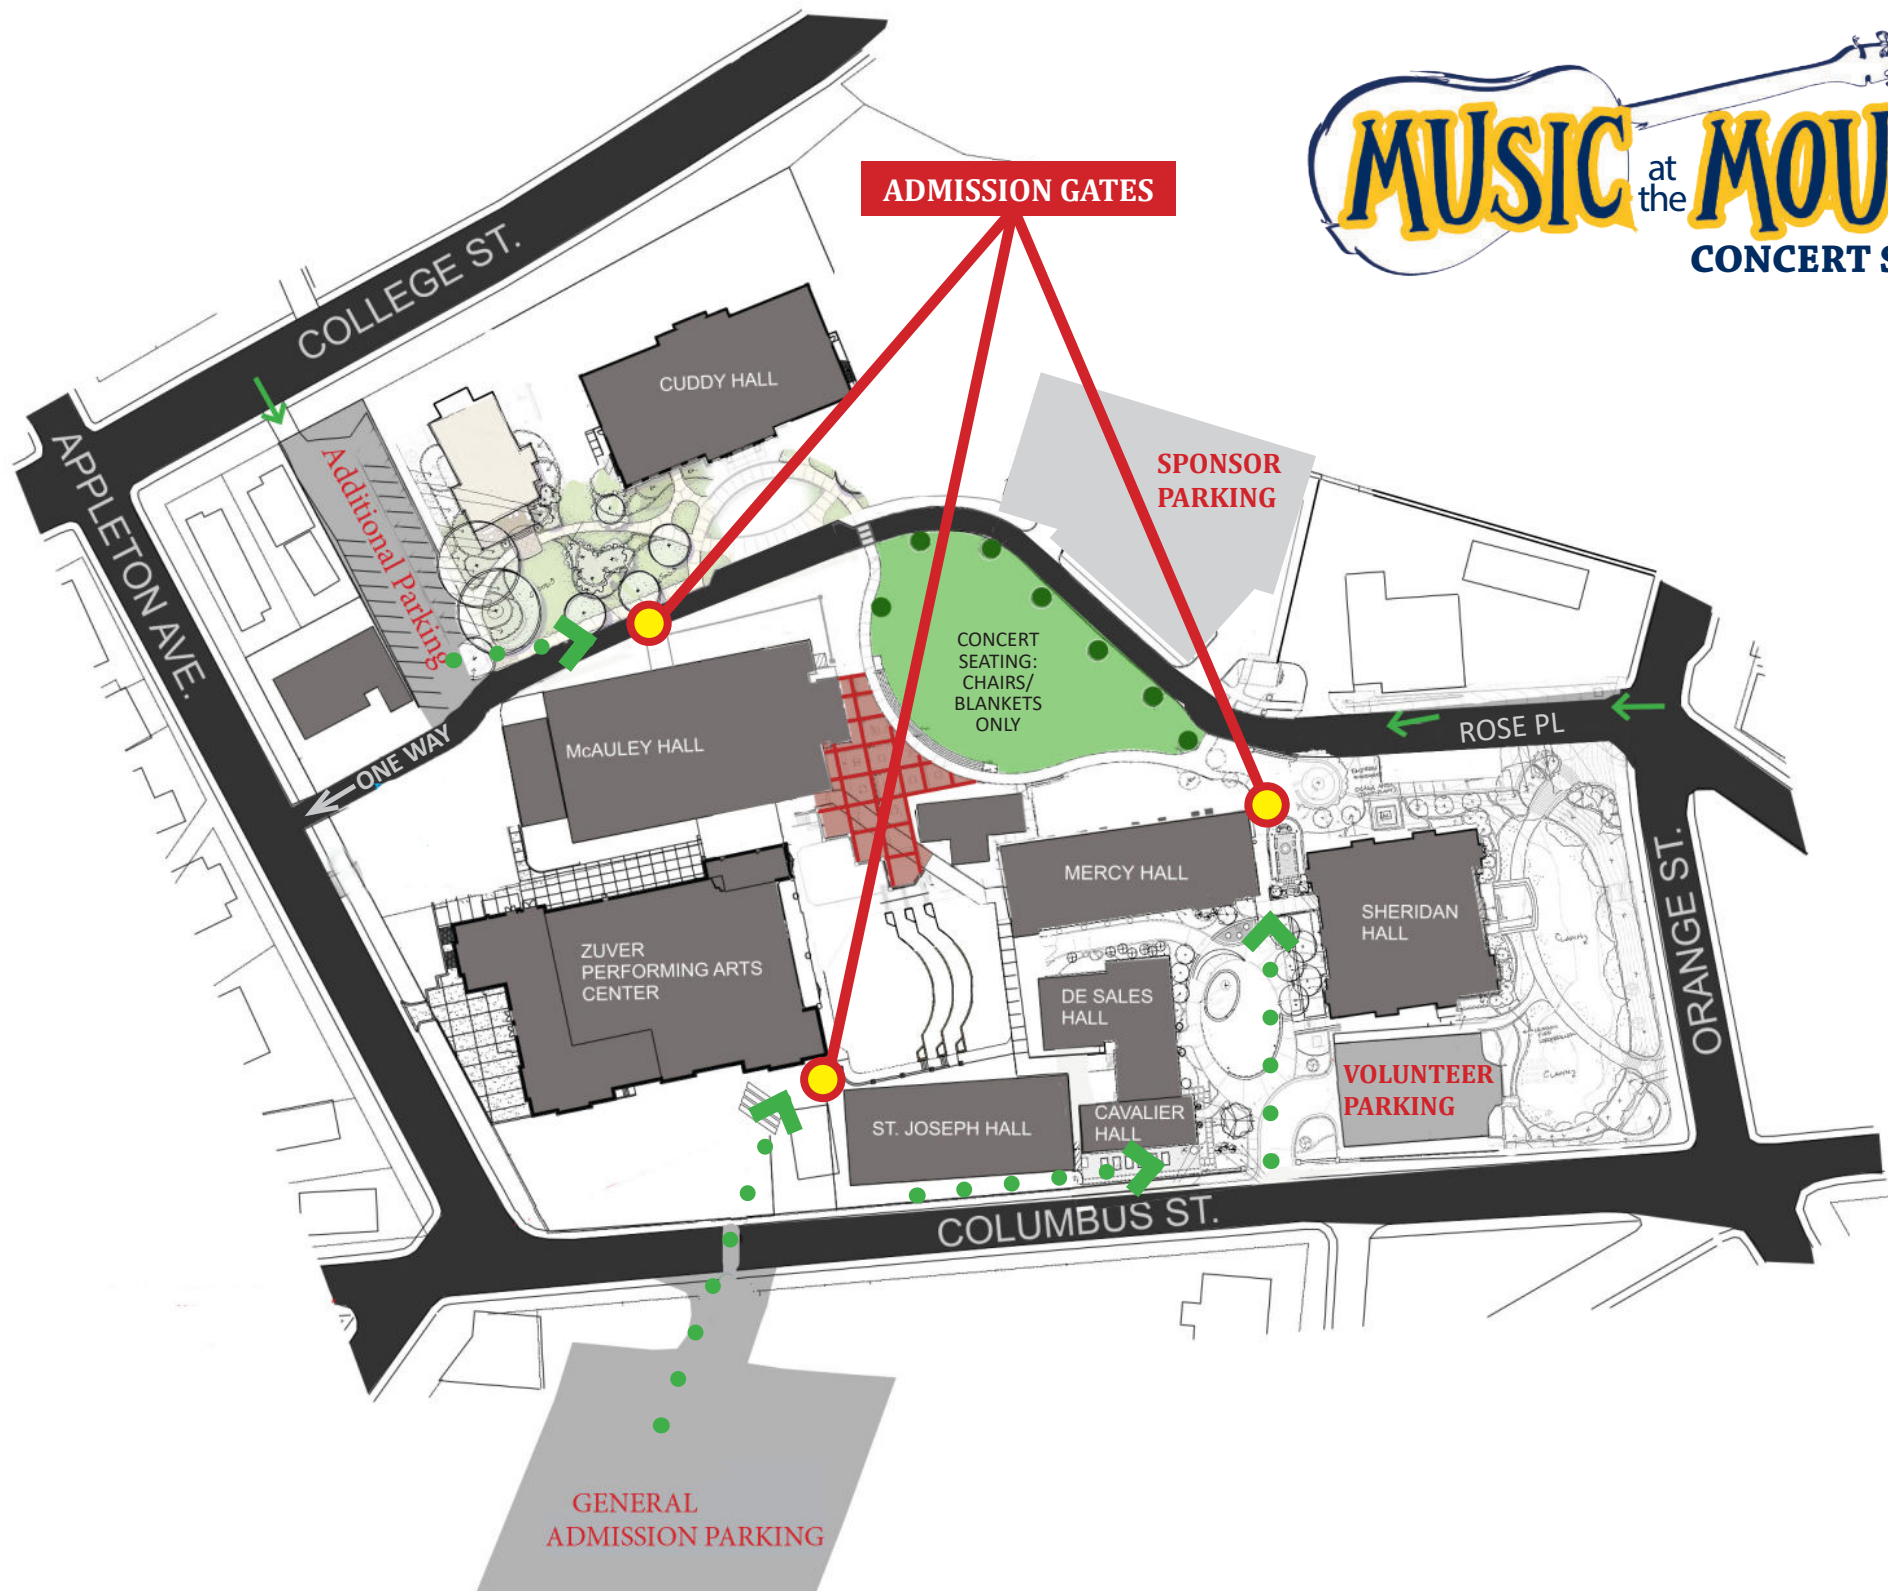 MUSIC at the MOU
CONCERT S
ADMISSION GATES
COLLEGE ST.
CUDDY HALL
APPLETON AVE.
Additional Parking
SPONSOR
PARKING
CONCERT
SEATING:
CHAIRS/
BLANKETS
ONLY
McAULEY HALL
ONE WAY
ROSE PL
MERCY HALL
SHERIDAN
HALL
ORANGE ST.
ZUVER
PERFORMING ARTS
CENTER
DE SALES
HALL
VOLUNTEER
PARKING
ST. JOSEPH HALL
CAVALIER
HALL
COLUMBUS ST.
GENERAL
ADMISSION PARKING